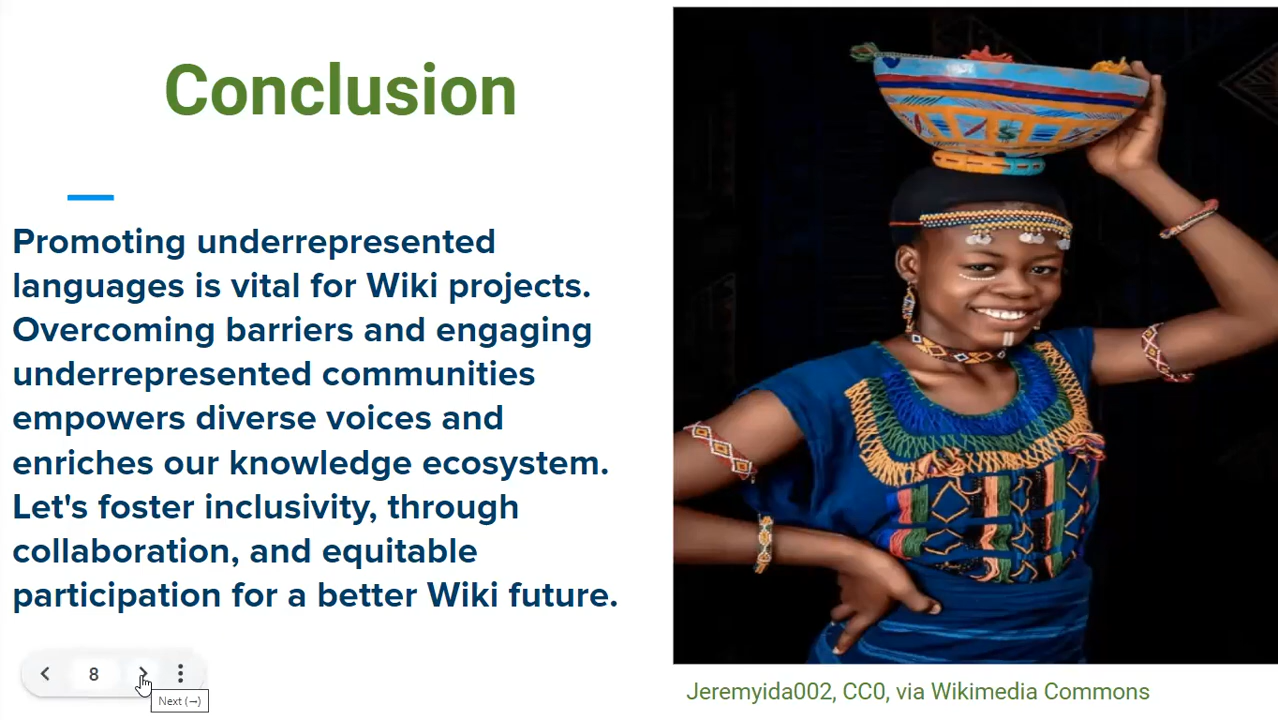 Conclusion
Promoting underrepresented
languages is vital for Wiki projects.
Overcoming barriers and engaging
underrepresented communities
empowers diverse voices and
enriches our knowledge ecosystem.
Let's foster inclusivity, through
collaboration, and equitable
participation for a better Wiki future.
8
Next (→)
Jeremyida002, CC0, via Wikimedia Commons